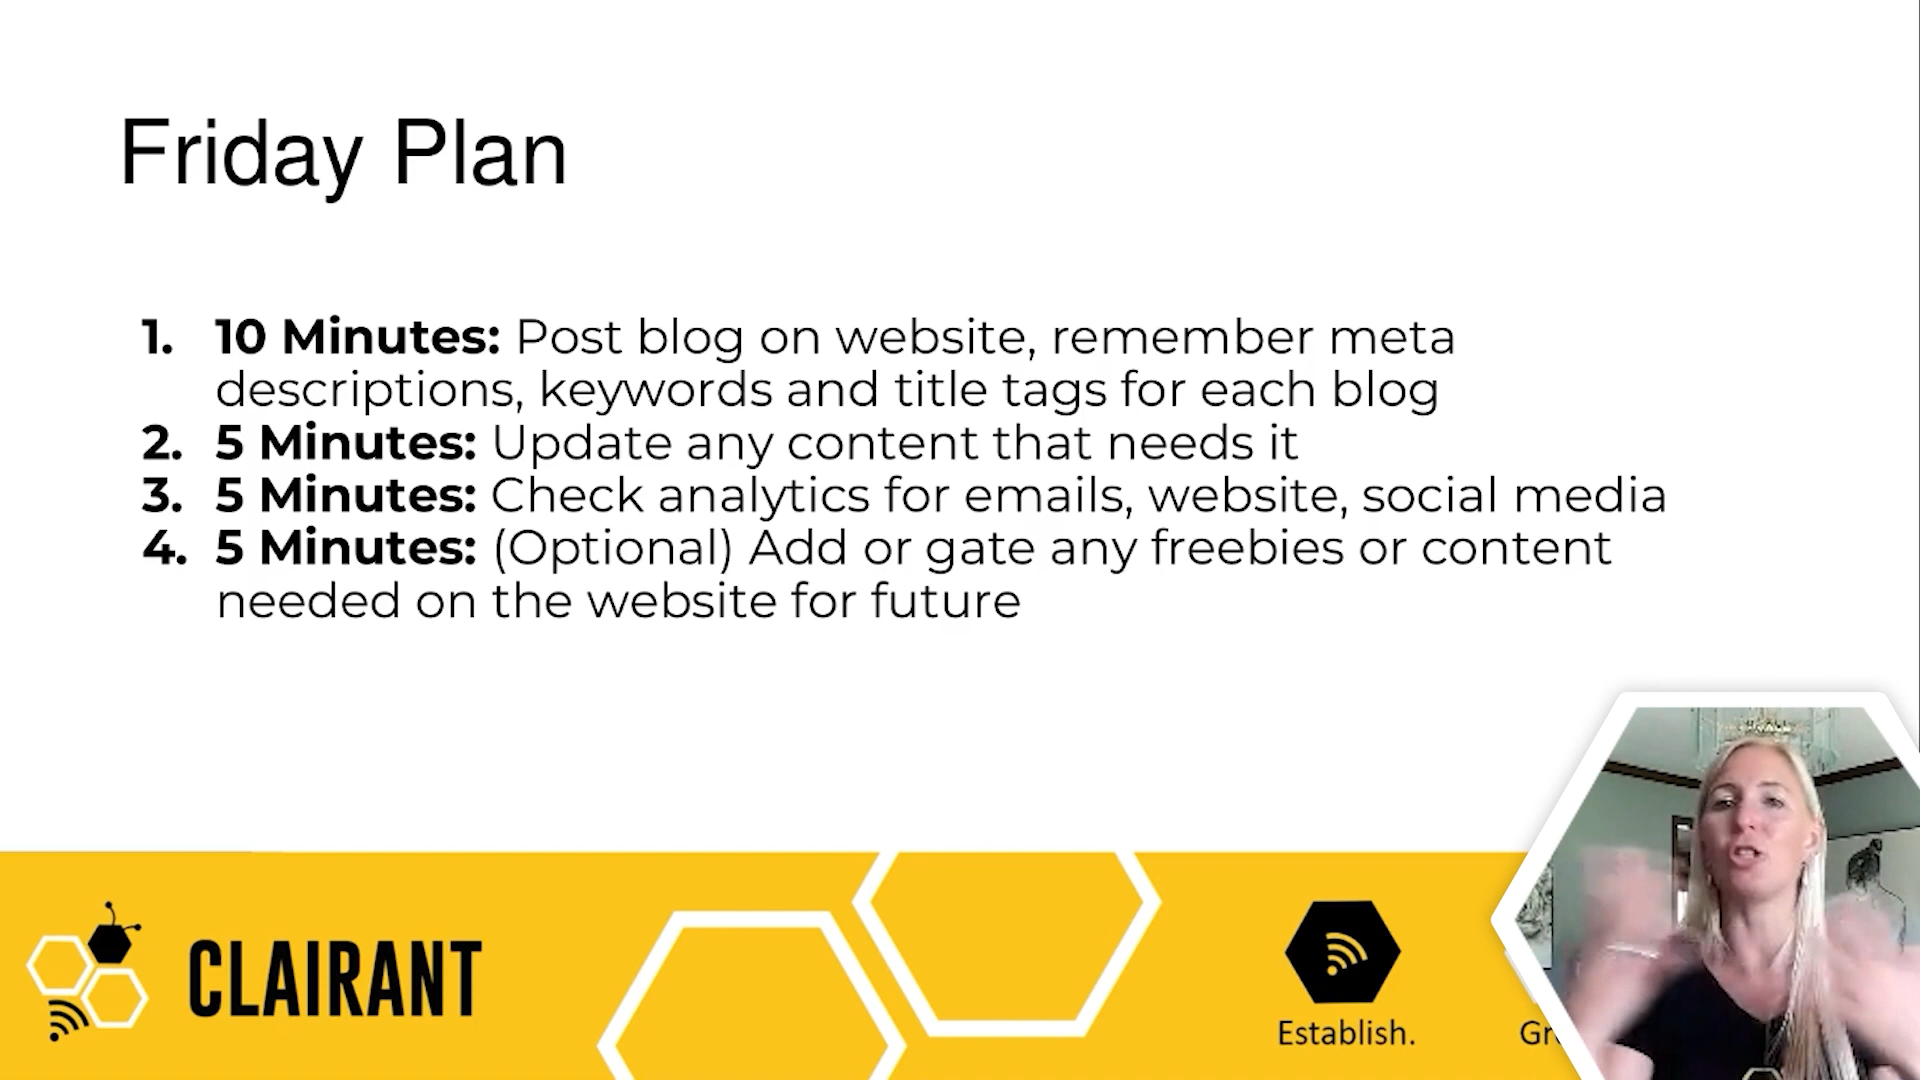 Friday Plan
1. 10 Minutes: Post blog on website, remember meta
descriptions, keywords and title tags for each blog
2. 5 Minutes: Update any content that needs it
3. 5 Minutes: Check analytics for emails, website, social media
4. 5 Minutes: (Optional) Add or gate any freebies or content
needed on the website for future
CLAIRANT
Establish.